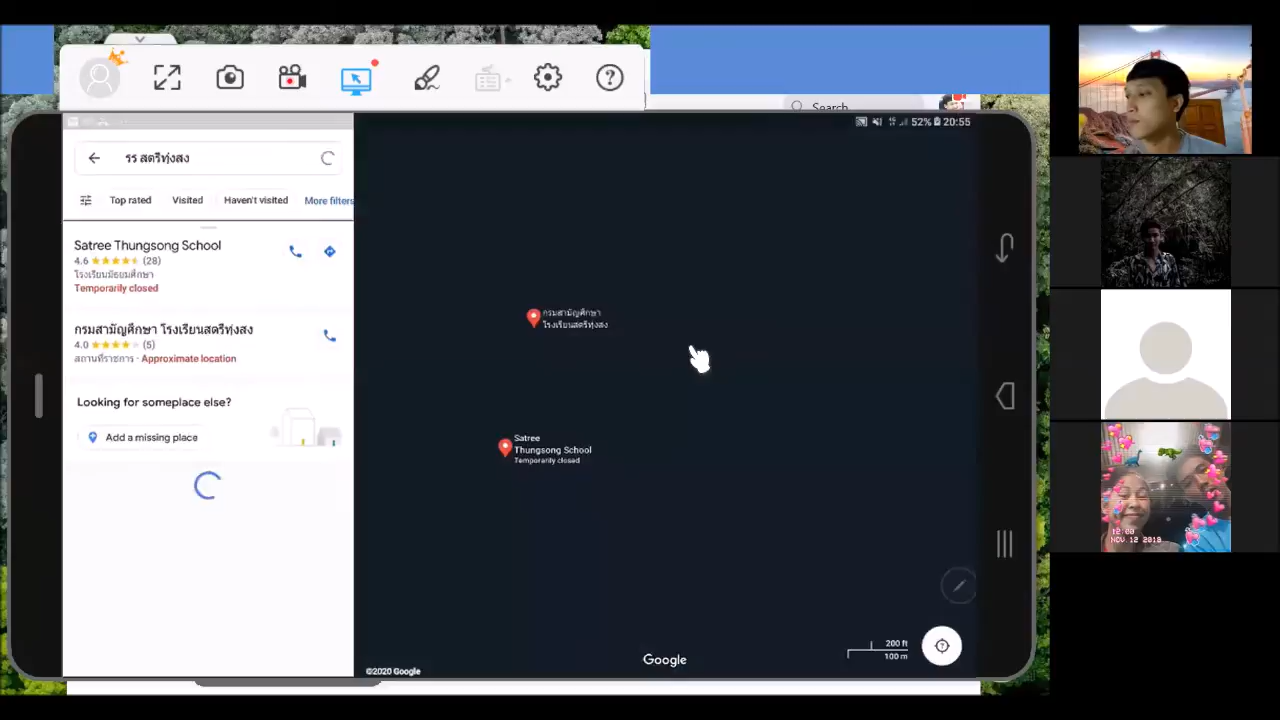 Search
52% 20:55
รร สตรีทุ่งสง
Top rated
Visited
Haven't visited
More filters
Satree Thungsong School
4.6 (28)
โรงเรียนมัธยมศึกษา
Temporarily closed
กรมสามัญศึกษา โรงเรียนสตรีทุ่งสง
4.0 (5)
สถานที่ราชการ · Approximate location
Looking for someplace else?
Add a missing place
กรมสามัญศึกษา
โรงเรียนสตรีทุ่งสง
Satree
Thungsong School
Temporarily closed
200 ft
100 m
Google
©2020 Google
12:00
NOV.12 2018